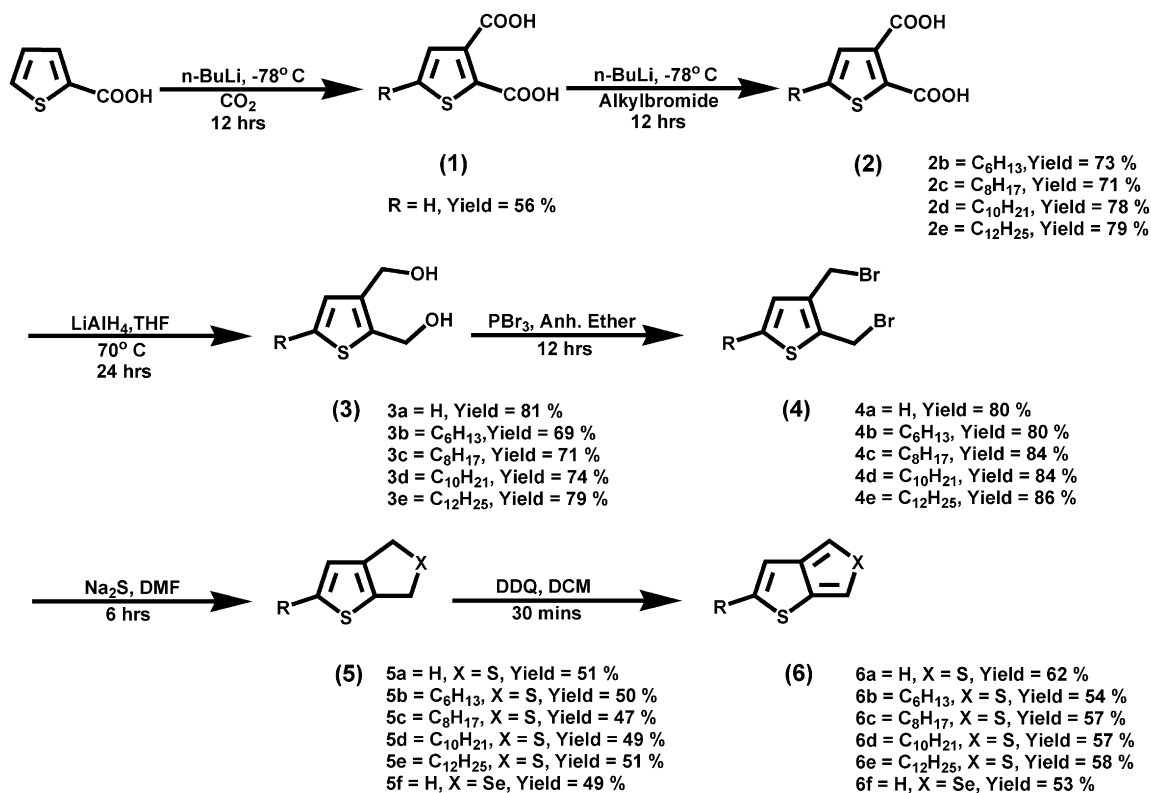 COOH
S
COOH
n-BuLi, -78° C
CO₂
12 hrs
COOH
R
S
COOH
n-BuLi, -78° C
Alkylbromide
12 hrs
COOH
R
S
COOH
(1)
R = H, Yield = 56 %
(2)
2b = C₆H₁₃,Yield = 73 %
2c = C₈H₁₇, Yield = 71 %
2d = C₁₀H₂₁, Yield = 78 %
2e = C₁₂H₂₅, Yield = 79 %
LiAlH₄,THF
70° C
24 hrs
OH
OH
R
S
PBr₃, Anh. Ether
12 hrs
Br
Br
R
S
(3)
3a = H, Yield = 81 %
3b = C₆H₁₃,Yield = 69 %
3c = C₈H₁₇, Yield = 71 %
3d = C₁₀H₂₁, Yield = 74 %
3e = C₁₂H₂₅, Yield = 79 %
(4)
4a = H, Yield = 80 %
4b = C₆H₁₃, Yield = 80 %
4c = C₈H₁₇, Yield = 84 %
4d = C₁₀H₂₁, Yield = 84 %
4e = C₁₂H₂₅, Yield = 86 %
Na₂S, DMF
6 hrs
X
R
S
DDQ, DCM
30 mins
X
R
S
(5)
5a = H, X = S, Yield = 51 %
5b = C₆H₁₃, X = S, Yield = 50 %
5c = C₈H₁₇, X = S, Yield = 47 %
5d = C₁₀H₂₁, X = S, Yield = 49 %
5e = C₁₂H₂₅, X = S, Yield = 51 %
5f = H, X = Se, Yield = 49 %
(6)
6a = H, X = S, Yield = 62 %
6b = C₆H₁₃, X = S, Yield = 54 %
6c = C₈H₁₇, X = S, Yield = 57 %
6d = C₁₀H₂₁, X = S, Yield = 57 %
6e = C₁₂H₂₅, X = S, Yield = 58 %
6f = H, X = Se, Yield = 53 %